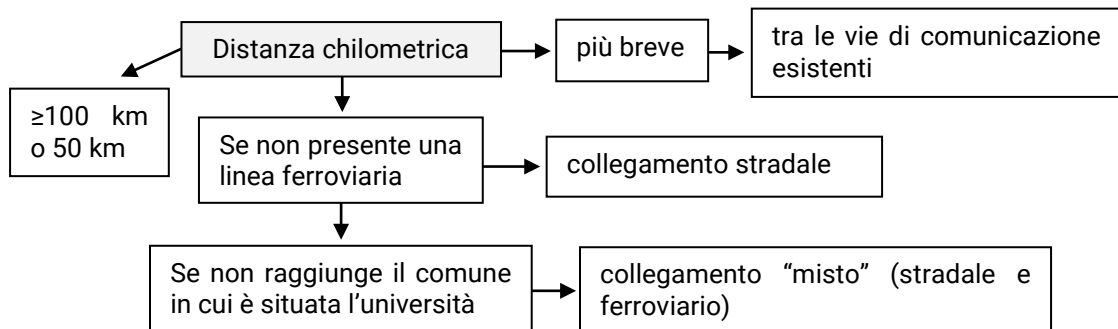 Distanza chilometrica
più breve
tra le vie di comunicazione
esistenti
≥100 km
o 50 km
Se non presente una
linea ferroviaria
collegamento stradale
Se non raggiunge il comune
in cui è situata l’università
collegamento “misto” (stradale e
ferroviario)